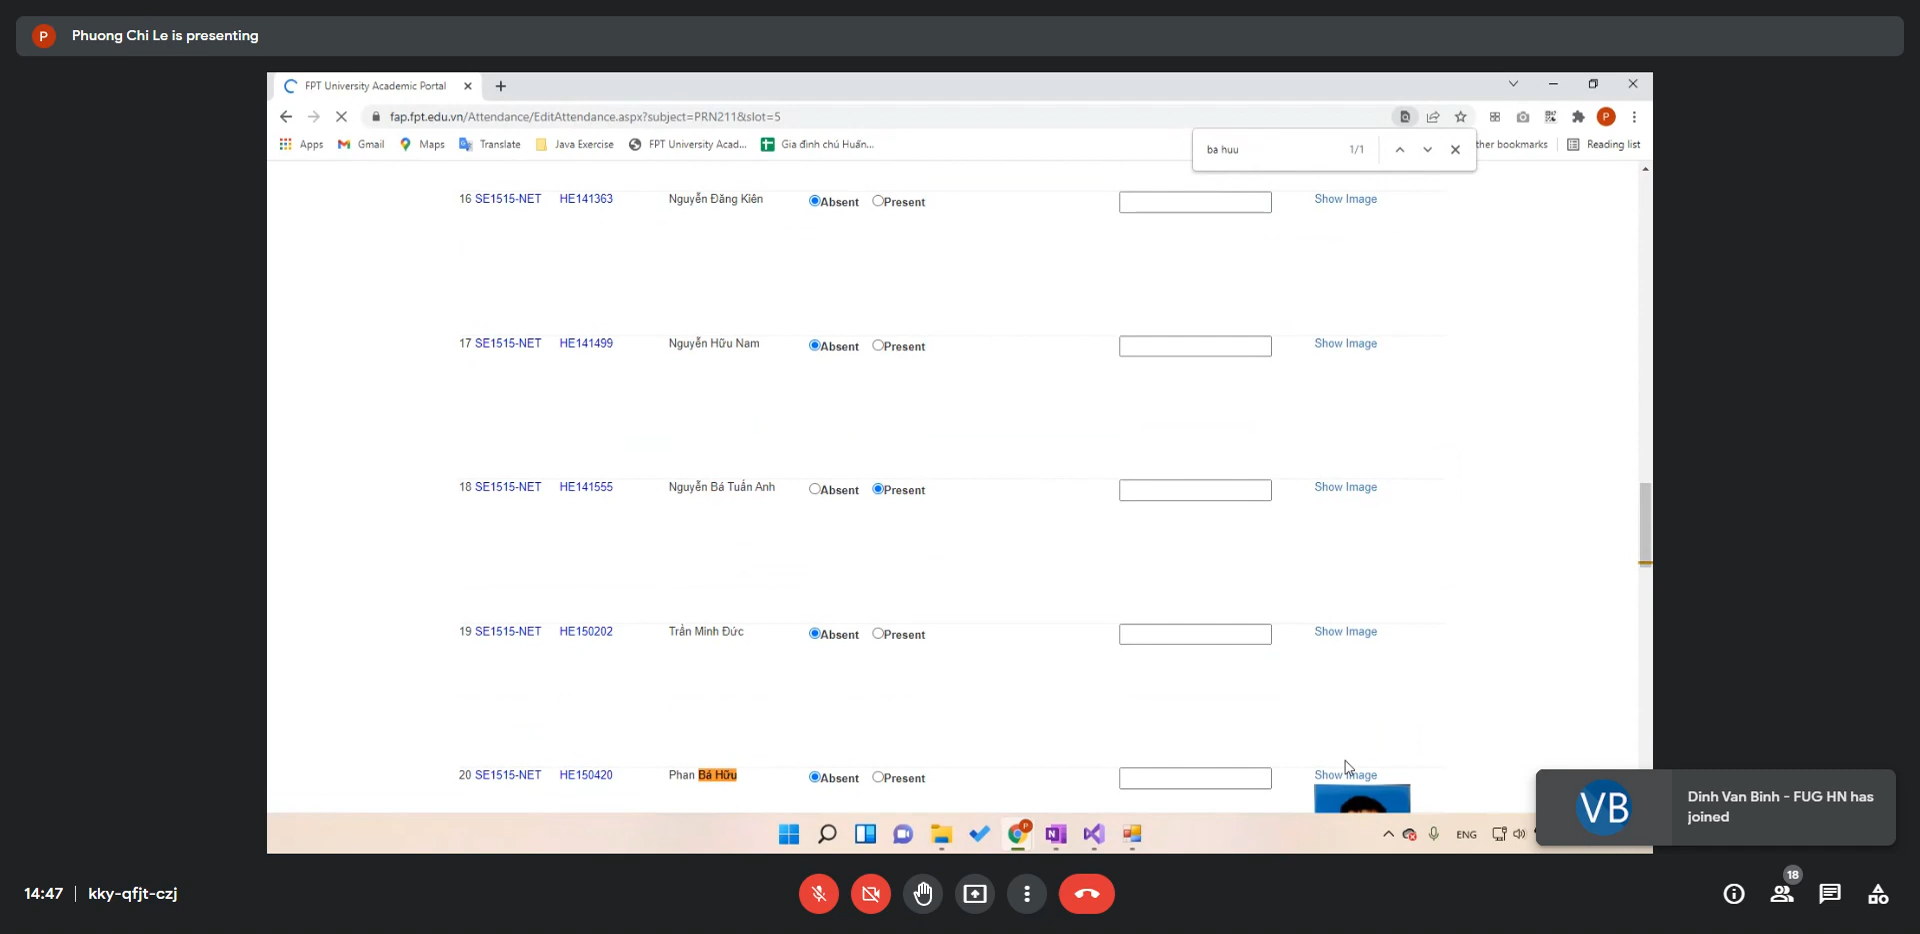 P Phuong Chi Le is presenting
FPT University Academic Portal
fap.fpt.edu.vn/Attendance/EditAttendance.aspx?subject=PRN211&slot=5
P
Apps Gmail Maps Translate Java Exercise FPT University Acad... Gia đình chú Huấn...
ther bookmarks Reading list
ba huu 1/1
16 SE1515-NET HE141363 Nguyễn Đăng Kiên Absent Present Show Image
17 SE1515-NET HE141499 Nguyễn Hữu Nam Absent Present Show Image
18 SE1515-NET HE141555 Nguyễn Bá Tuấn Anh Absent Present Show Image
19 SE1515-NET HE150202 Trần Minh Đức Absent Present Show Image
20 SE1515-NET HE150420 Phan Bá Hữu Absent Present Show Image
ENG
VB Dinh Van Binh - FUG HN has
joined
14:47 | kky-qfjt-czj
18